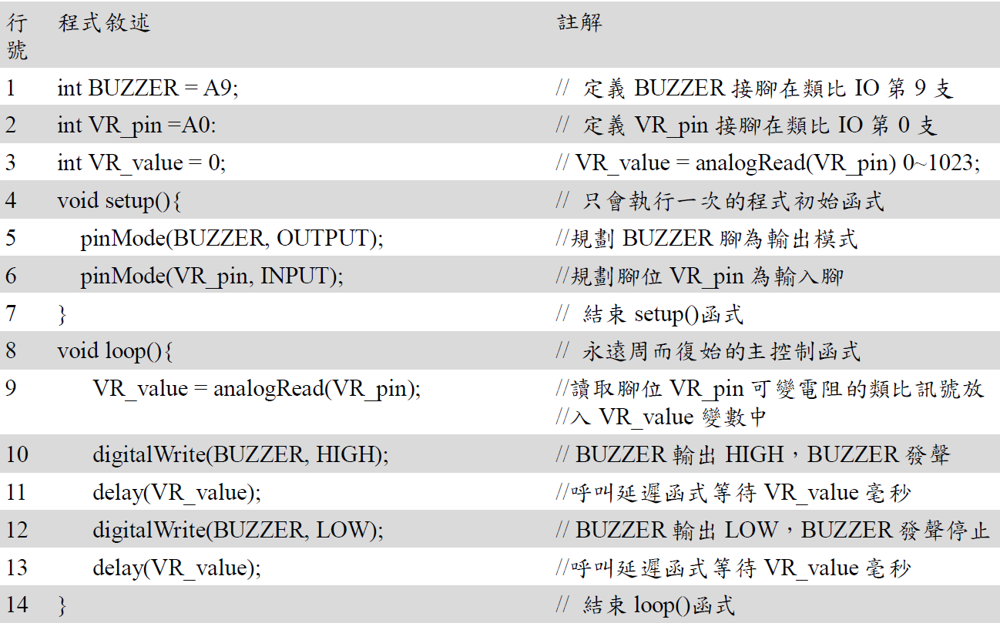 行 程式敘述 註解
號
1 int BUZZER = A9; // 定義 BUZZER 接腳在類比 IO 第 9 支
2 int VR_pin =A0: // 定義 VR_pin 接腳在類比 IO 第 0 支
3 int VR_value = 0; // VR_value = analogRead(VR_pin) 0~1023;
4 void setup(){ // 只會執行一次的程式初始函式
5 pinMode(BUZZER, OUTPUT); //規劃 BUZZER 腳為輸出模式
6 pinMode(VR_pin, INPUT); //規劃腳位 VR_pin 為輸入腳
7 } // 結束 setup()函式
8 void loop(){ // 永遠周而復始的主控制函式
9 VR_value = analogRead(VR_pin); //讀取腳位 VR_pin 可變電阻的類比訊號放
//入 VR_value 變數中
10 digitalWrite(BUZZER, HIGH); // BUZZER 輸出 HIGH，BUZZER 發聲
11 delay(VR_value); //呼叫延遲函式等待 VR_value 毫秒
12 digitalWrite(BUZZER, LOW); // BUZZER 輸出 LOW，BUZZER 發聲停止
13 delay(VR_value); //呼叫延遲函式等待 VR_value 毫秒
14 } // 結束 loop()函式